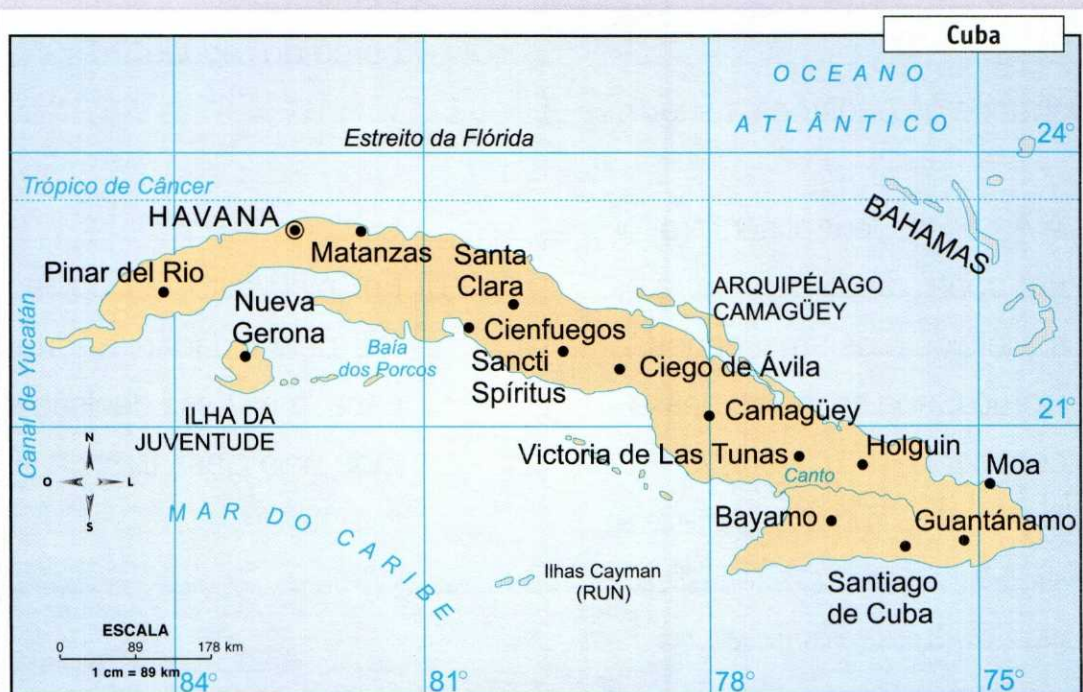 Cuba
OCEANO
ATLÂNTICO
24°
Estreito da Flórida
Trópico de Câncer
HAVANA
Matanzas
Santa
Clara
BAHAMAS
Pinar del Rio
Nueva
Gerona
ARQUIPÉLAGO
CAMAGÜEY
Cienfuegos
Baía
dos Porcos
Sancti
Spíritus
Ciego de Ávila
Canal de Yucatán
ILHA DA
JUVENTUDE
Camagüey
21°
N
O
L
S
Victoria de Las Tunas
Holguin
Canto
Moa
MAR DO CARIBE
Bayamo
Guantánamo
Ilhas Cayman
(RUN)
Santiago
de Cuba
ESCALA
0 89 178 km
1 cm = 89 km
84°
81°
78°
75°